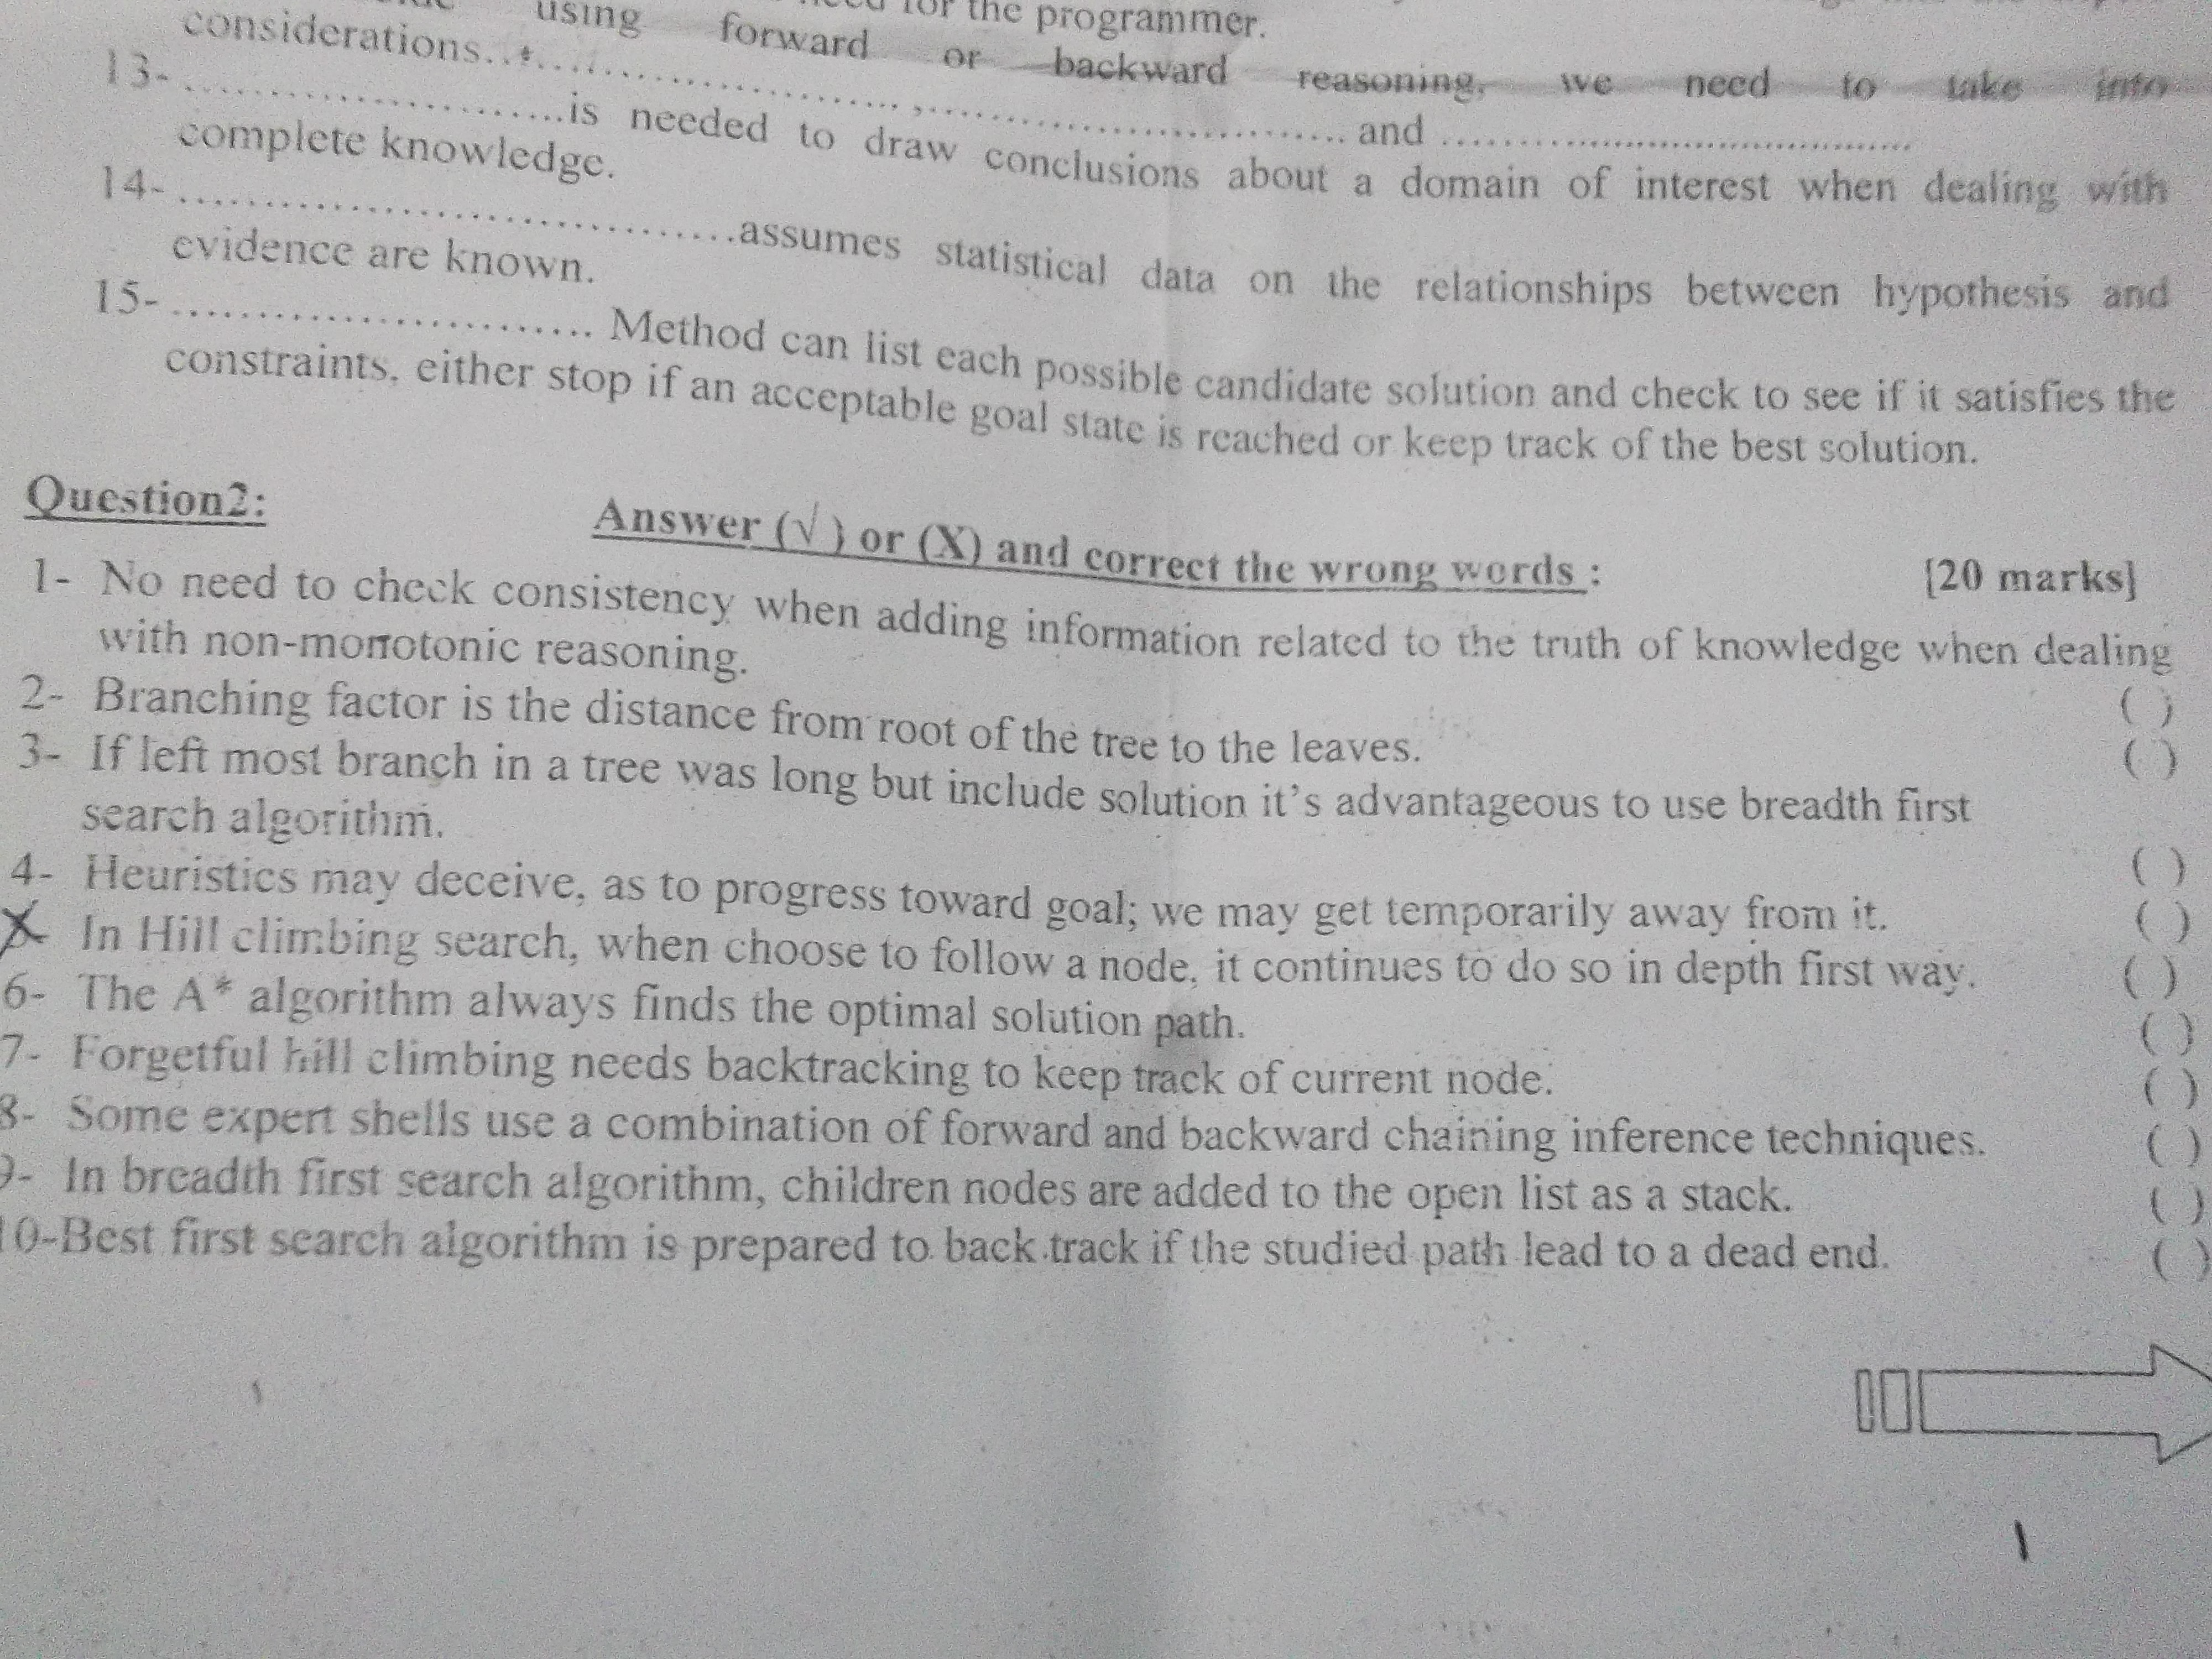 for the programmer.
using forward or backward reasoning, we need to take into
considerations..............................,.............................. and ..............................
13- ..............................is needed to draw conclusions about a domain of interest when dealing with
complete knowledge.
14- ..............................assumes statistical data on the relationships between hypothesis and
evidence are known.
15- .............................. Method can list each possible candidate solution and check to see if it satisfies the
constraints, either stop if an acceptable goal state is reached or keep track of the best solution.
Question2:
Answer (√ ) or (X) and correct the wrong words :
[20 marks]
1- No need to check consistency when adding information related to the truth of knowledge when dealing
with non-monotonic reasoning. ( )
2- Branching factor is the distance from root of the tree to the leaves. ( )
3- If left most branch in a tree was long but include solution it's advantageous to use breadth first
search algorithm. ( )
4- Heuristics may deceive, as to progress toward goal; we may get temporarily away from it. ( )
In Hill climbing search, when choose to follow a node, it continues to do so in depth first way. ( )
6- The A* algorithm always finds the optimal solution path. ( )
7- Forgetful hill climbing needs backtracking to keep track of current node. ( )
8- Some expert shells use a combination of forward and backward chaining inference techniques. ( )
9- In breadth first search algorithm, children nodes are added to the open list as a stack. ( )
10-Best first search algorithm is prepared to back track if the studied path lead to a dead end. ( )